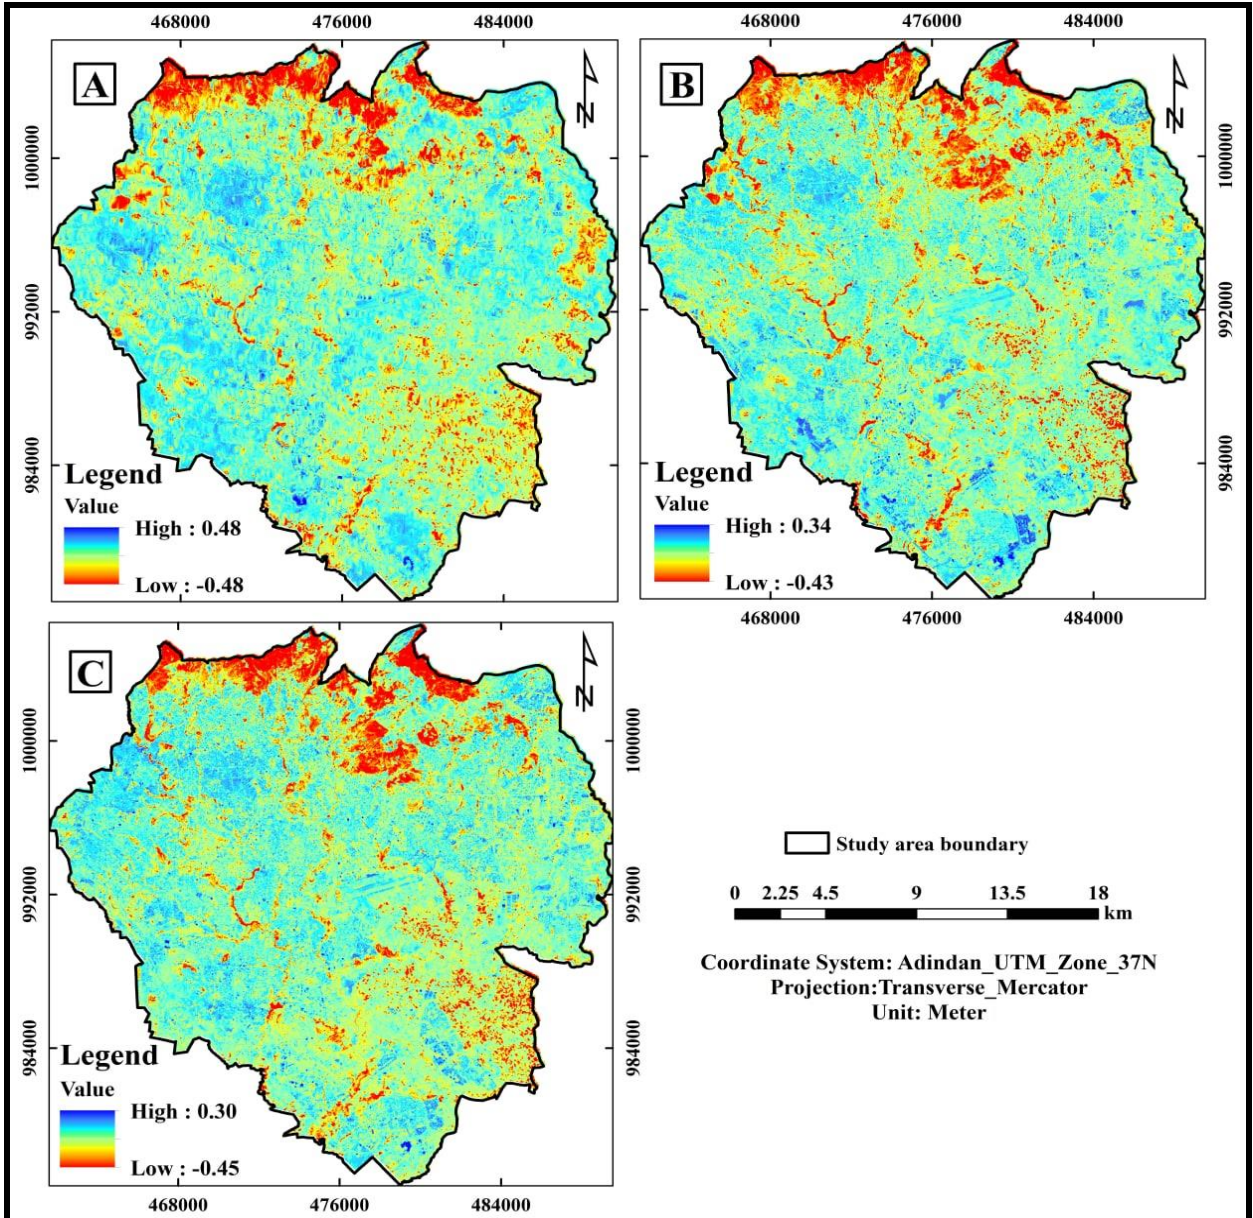 468000 476000 484000
468000 476000 484000
A
N
B
N
1000000
1000000
992000
992000
984000
984000
Legend
Value
High : 0.48
Low : -0.48
Legend
Value
High : 0.34
Low : -0.43
468000 476000 484000
468000 476000 484000
C
N
1000000
992000
984000
Legend
Value
High : 0.30
Low : -0.45
468000 476000 484000
Study area boundary
0 2.25 4.5 9 13.5 18
km
Coordinate System: Adindan_UTM_Zone_37N
Projection:Transverse_Mercator
Unit: Meter